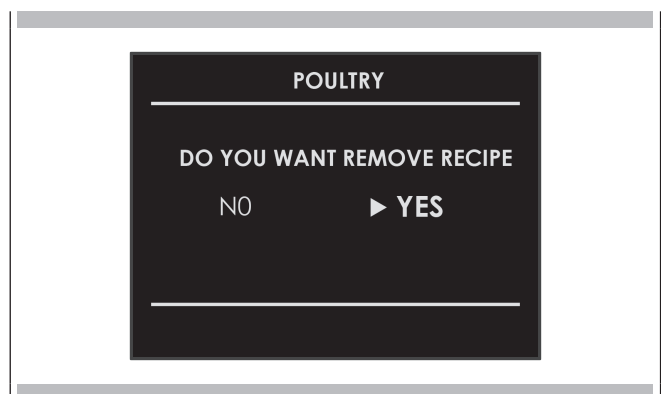 POULTRY
DO YOU WANT REMOVE RECIPE
N0 ▶ YES